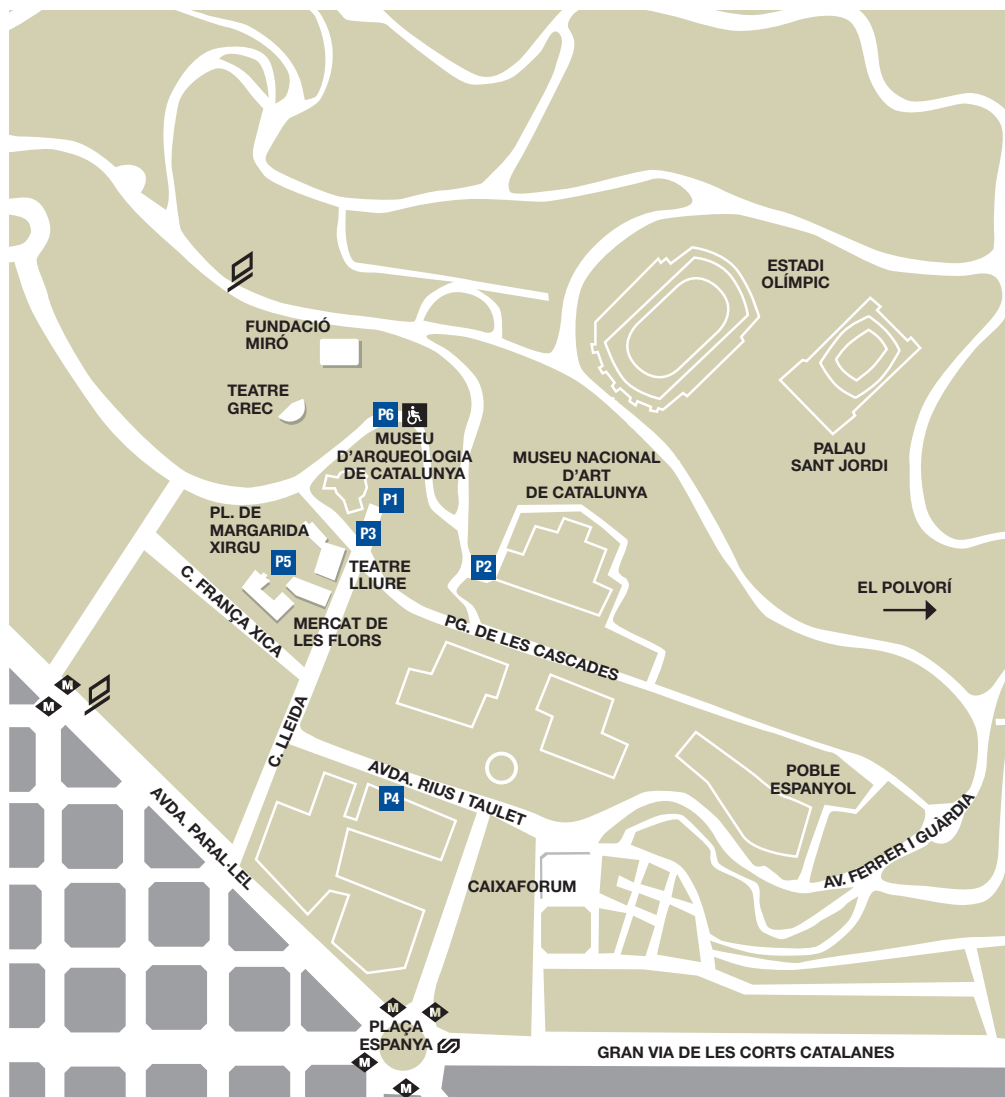 ESTADI
OLÍMPIC
FUNDACIÓ
MIRÓ
TEATRE
GREC
P6
MUSEU
D'ARQUEOLOGIA
DE CATALUNYA
MUSEU NACIONAL
D'ART
DE CATALUNYA
PALAU
SANT JORDI
P1
PL. DE
MARGARIDA
XIRGU
P3
P5
TEATRE
LLIURE
P2
EL POLVORÍ
C. FRANÇA XICA
MERCAT DE
LES FLORS
PG. DE LES CASCADES
M
M
C. LLEIDA
AVDA. RIUS I TAULET
P4
POBLE
ESPANYOL
AVDA. PARAL·LEL
AV. FERRER I GUÀRDIA
CAIXAFORUM
M
M
PLAÇA
ESPANYA
GRAN VIA DE LES CORTS CATALANES
M
M